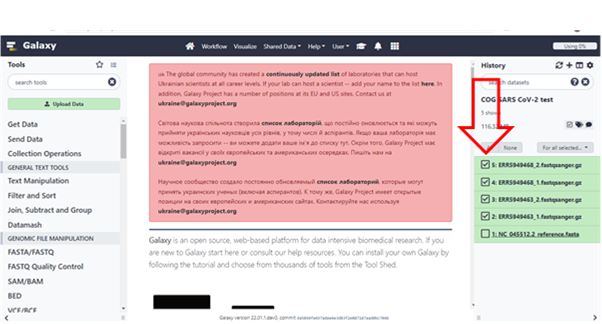 Galaxy
Workflow Visualize Shared Data Help User
Using 0%
Tools
search tools
Upload Data
Get Data
Send Data
Collection Operations
GENERAL TEXT TOOLS
Text Manipulation
Filter and Sort
Join, Subtract and Group
Datamash
GENOMIC FILE MANIPULATION
FASTA/FASTQ
FASTQ Quality Control
SAM/BAM
BED
VCF/BCF
The global community has created a continuously updated list of laboratories that can host
Ukrainian scientists at all career levels. If your lab can host a scientist -- add your name to the list here. In
addition, Galaxy Project has a number of positions at its EU and US sites. Contact us at
ukraine@galaxyproject.org
Світова наукова спільнота створила список лабораторій, що постійно оновлюється та які можуть
прийняти українських науковців усіх рівнів, у тому числі й аспірантів. Якщо ваша лабораторія має
можливість запросити -- ви можете додати ваше ім'я до списку тут. Окрім того, Galaxy Project має
відкриті вакансії у своїх європейських та американських осередках. Пишіть нам на
ukraine@galaxyproject.org
Научное сообщество создало постоянно обновляемый список лабораторий, которые могут
принять украинских ученых (включая аспирантов). К тому же, Galaxy Project имеет открытые
позиции на своих европейских и американских сайтах. Контактируйте нас используя
ukraine@galaxyproject.org
Galaxy is an open source, web-based platform for data intensive biomedical research. If you
are new to Galaxy start here or consult our help resources. You can install your own Galaxy by
following the tutorial and choose from thousands of tools from the Tool Shed.
Galaxy version 22.01.1.dev0, commit
History
search datasets
COG SARS CoV-2 test
5 shown
None
For all selected...
5: ERR5949468_2.fastqsanger.gz
4: ERR5949468_1.fastqsanger.gz
2: ERR5949463_2.fastqsanger.gz
2: ERR5949463_1.fastqsanger.gz
1: NC_045512.2_reference.fasta